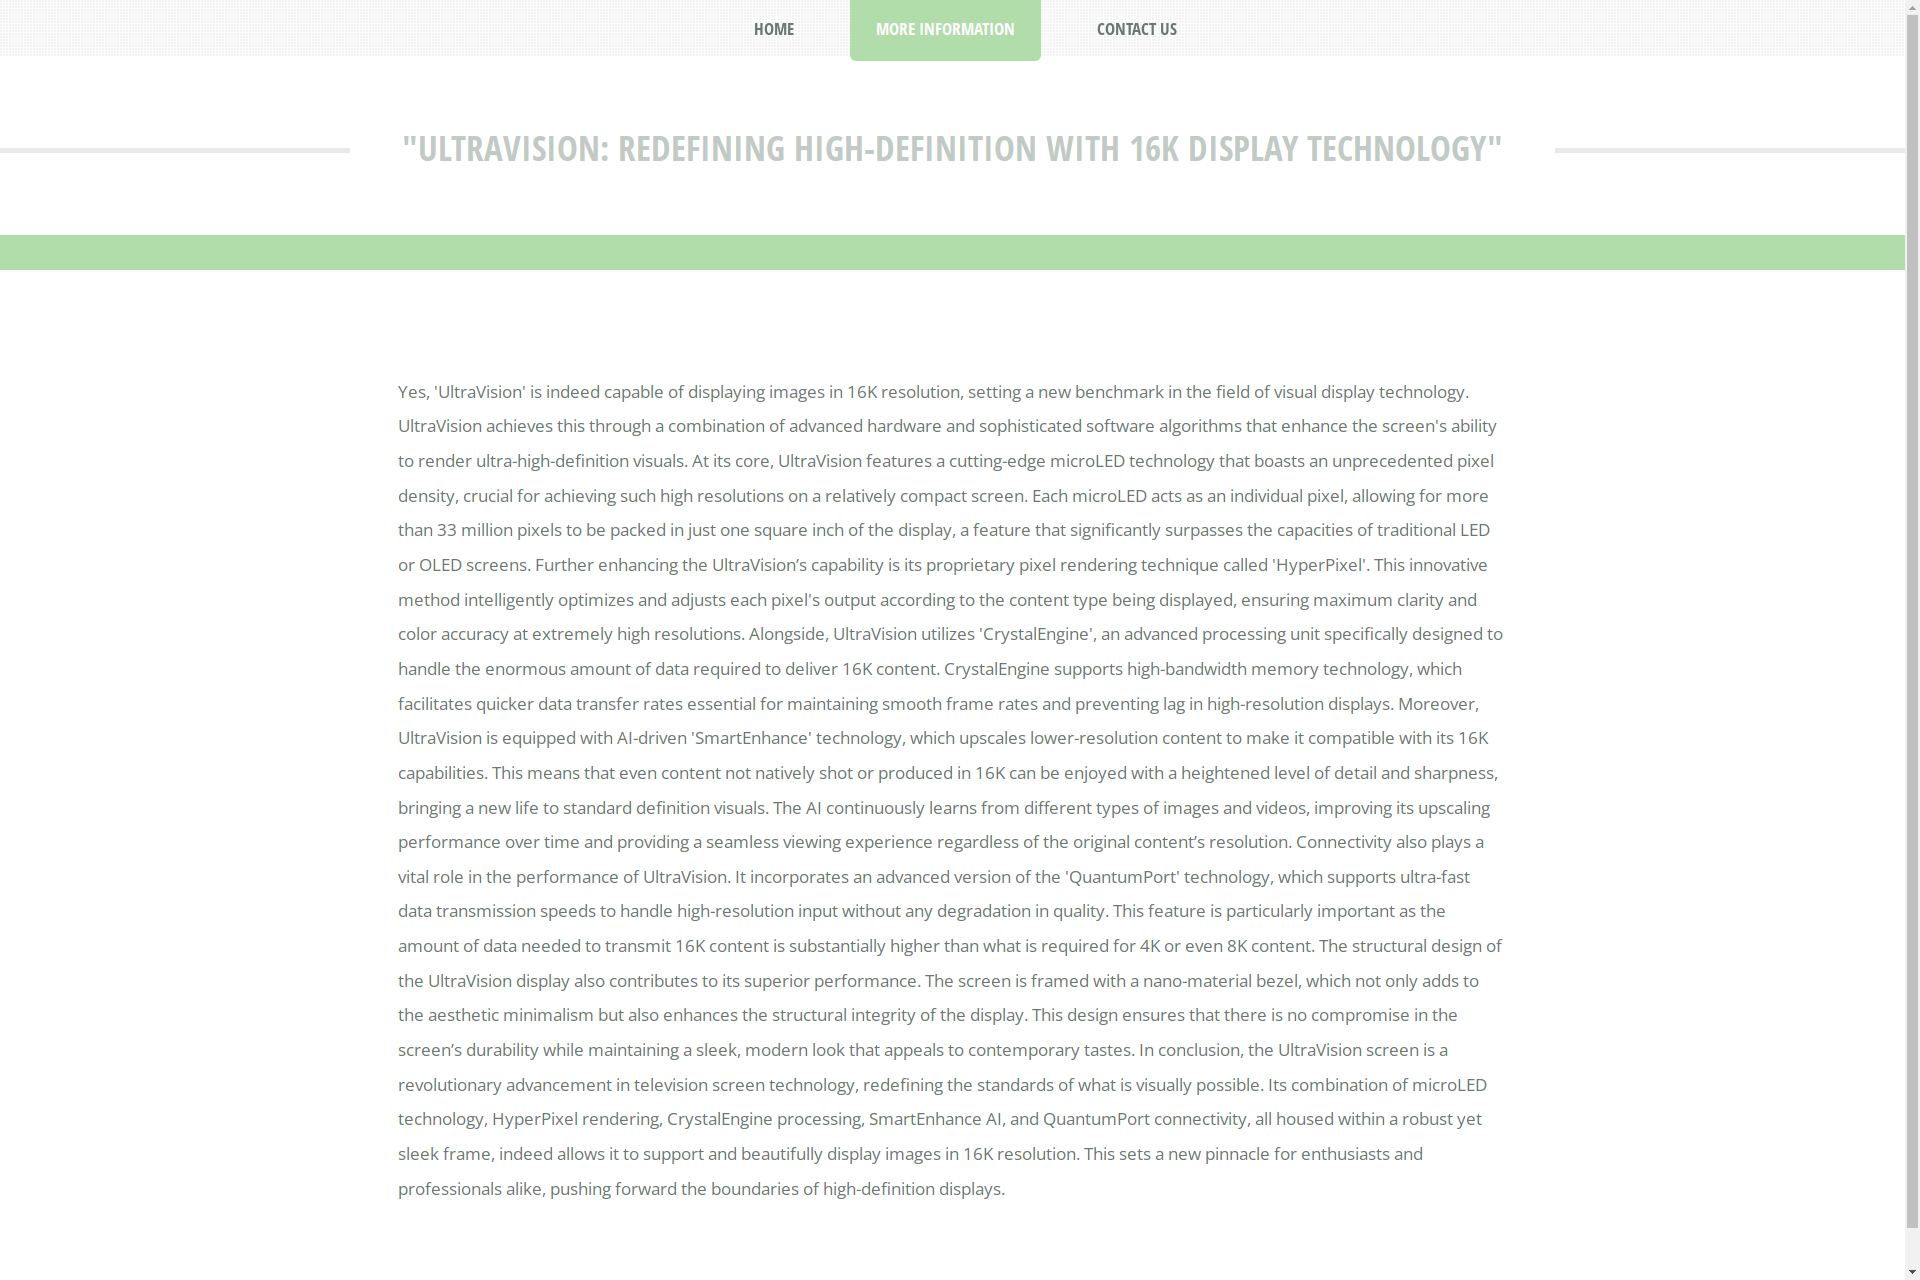 HOME
MORE INFORMATION
CONTACT US
"ULTRAVISION: REDEFINING HIGH-DEFINITION WITH 16K DISPLAY TECHNOLOGY"
Yes, 'UltraVision' is indeed capable of displaying images in 16K resolution, setting a new benchmark in the field of visual display technology.
UltraVision achieves this through a combination of advanced hardware and sophisticated software algorithms that enhance the screen's ability
to render ultra-high-definition visuals. At its core, UltraVision features a cutting-edge microLED technology that boasts an unprecedented pixel
density, crucial for achieving such high resolutions on a relatively compact screen. Each microLED acts as an individual pixel, allowing for more
than 33 million pixels to be packed in just one square inch of the display, a feature that significantly surpasses the capacities of traditional LED
or OLED screens. Further enhancing the UltraVision’s capability is its proprietary pixel rendering technique called 'HyperPixel'. This innovative
method intelligently optimizes and adjusts each pixel's output according to the content type being displayed, ensuring maximum clarity and
color accuracy at extremely high resolutions. Alongside, UltraVision utilizes 'CrystalEngine', an advanced processing unit specifically designed to
handle the enormous amount of data required to deliver 16K content. CrystalEngine supports high-bandwidth memory technology, which
facilitates quicker data transfer rates essential for maintaining smooth frame rates and preventing lag in high-resolution displays. Moreover,
UltraVision is equipped with AI-driven 'SmartEnhance' technology, which upscales lower-resolution content to make it compatible with its 16K
capabilities. This means that even content not natively shot or produced in 16K can be enjoyed with a heightened level of detail and sharpness,
bringing a new life to standard definition visuals. The AI continuously learns from different types of images and videos, improving its upscaling
performance over time and providing a seamless viewing experience regardless of the original content’s resolution. Connectivity also plays a
vital role in the performance of UltraVision. It incorporates an advanced version of the 'QuantumPort' technology, which supports ultra-fast
data transmission speeds to handle high-resolution input without any degradation in quality. This feature is particularly important as the
amount of data needed to transmit 16K content is substantially higher than what is required for 4K or even 8K content. The structural design of
the UltraVision display also contributes to its superior performance. The screen is framed with a nano-material bezel, which not only adds to
the aesthetic minimalism but also enhances the structural integrity of the display. This design ensures that there is no compromise in the
screen’s durability while maintaining a sleek, modern look that appeals to contemporary tastes. In conclusion, the UltraVision screen is a
revolutionary advancement in television screen technology, redefining the standards of what is visually possible. Its combination of microLED
technology, HyperPixel rendering, CrystalEngine processing, SmartEnhance AI, and QuantumPort connectivity, all housed within a robust yet
sleek frame, indeed allows it to support and beautifully display images in 16K resolution. This sets a new pinnacle for enthusiasts and
professionals alike, pushing forward the boundaries of high-definition displays.